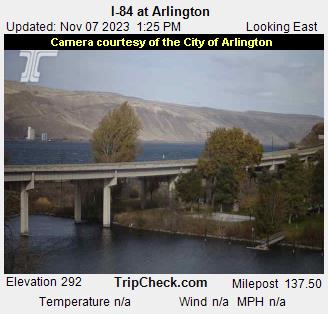 I-84 at Arlington
Updated: Nov 07 2023 1:25 PM Looking East
Camera courtesy of the City of Arlington
Elevation 292 TripCheck.com Milepost 137.50
Temperature n/a Wind n/a MPH n/a